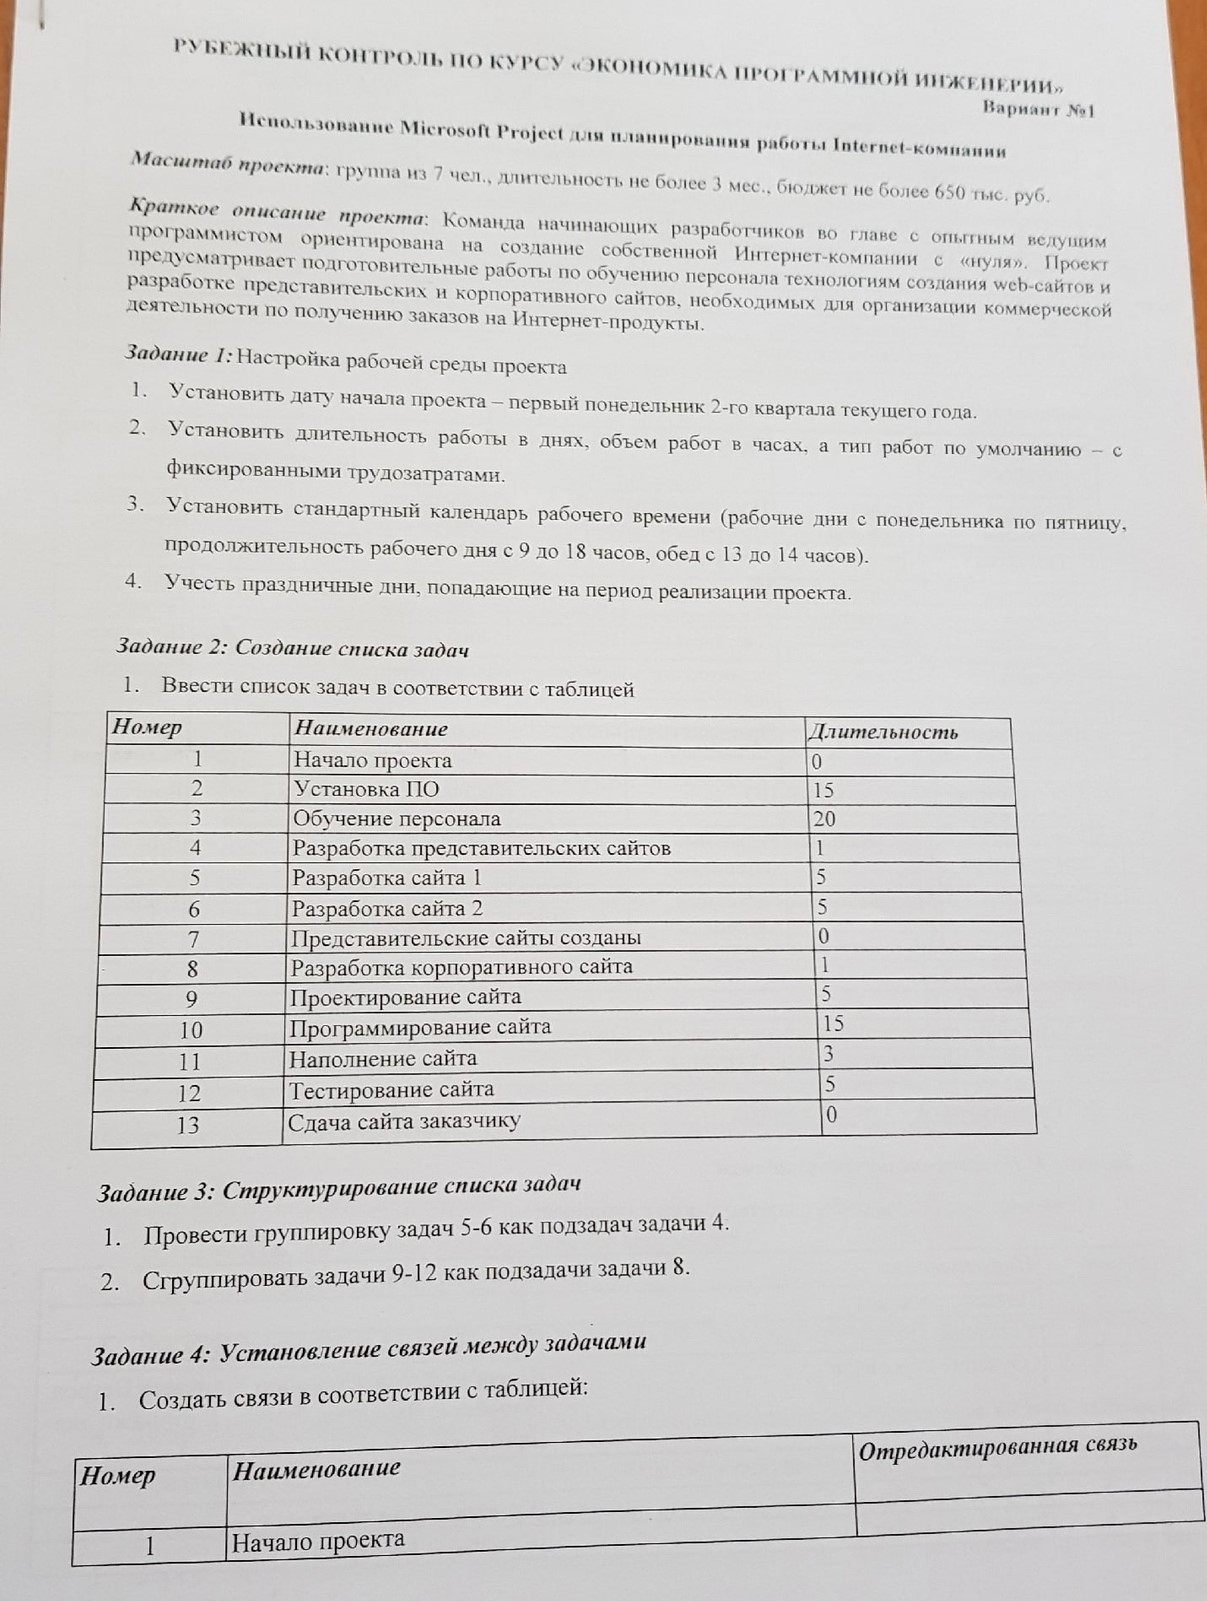 РУБЕЖНЫЙ КОНТРОЛЬ ПО КУРСУ «ЭКОНОМИКА ПРОГРАММНОЙ ИНЖЕНЕРИИ»
Вариант №1
Использование Microsoft Project для планирования работы Internet-компании
Масштаб проекта: группа из 7 чел., длительность не более 3 мес., бюджет не более 650 тыс. руб.
Краткое описание проекта: Команда начинающих разработчиков во главе с опытным ведущим
программистом ориентирована на создание собственной Интернет-компании с «нуля». Проект
предусматривает подготовительные работы по обучению персонала технологиям создания web-сайтов и
разработке представительских и корпоративного сайтов, необходимых для организации коммерческой
деятельности по получению заказов на Интернет-продукты.
Задание 1: Настройка рабочей среды проекта
1. Установить дату начала проекта – первый понедельник 2-го квартала текущего года.
2. Установить длительность работы в днях, объем работ в часах, а тип работ по умолчанию – с
фиксированными трудозатратами.
3. Установить стандартный календарь рабочего времени (рабочие дни с понедельника по пятницу,
продолжительность рабочего дня с 9 до 18 часов, обед с 13 до 14 часов).
4. Учесть праздничные дни, попадающие на период реализации проекта.
Задание 2: Создание списка задач
1. Ввести список задач в соответствии с таблицей
Номер Наименование Длительность
1 Начало проекта 0
2 Установка ПО 15
3 Обучение персонала 20
4 Разработка представительских сайтов 1
5 Разработка сайта 1 5
6 Разработка сайта 2 5
7 Представительские сайты созданы 0
8 Разработка корпоративного сайта 1
9 Проектирование сайта 5
10 Программирование сайта 15
11 Наполнение сайта 3
12 Тестирование сайта 5
13 Сдача сайта заказчику 0
Задание 3: Структурирование списка задач
1. Провести группировку задач 5-6 как подзадач задачи 4.
2. Сгруппировать задачи 9-12 как подзадачи задачи 8.
Задание 4: Установление связей между задачами
1. Создать связи в соответствии с таблицей:
Номер Наименование Отредактированная связь
1 Начало проекта